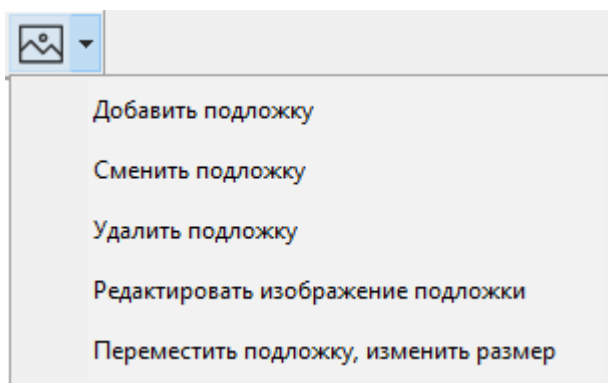 Добавить подложку
Сменить подложку
Удалить подложку
Редактировать изображение подложки
Переместить подложку, изменить размер